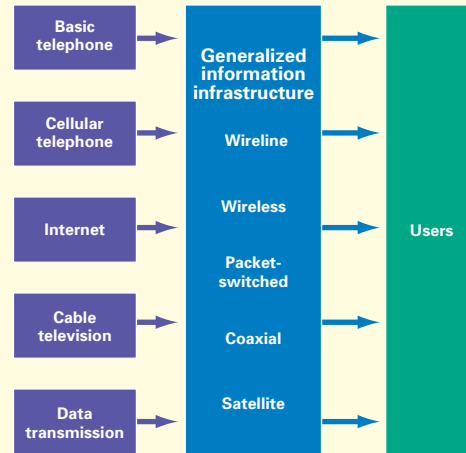 Basic
telephone
Cellular
telephone
Internet
Cable
television
Data
transmission
Generalized
information
infrastructure
Wireline
Wireless
Packet-
switched
Coaxial
Satellite
Users